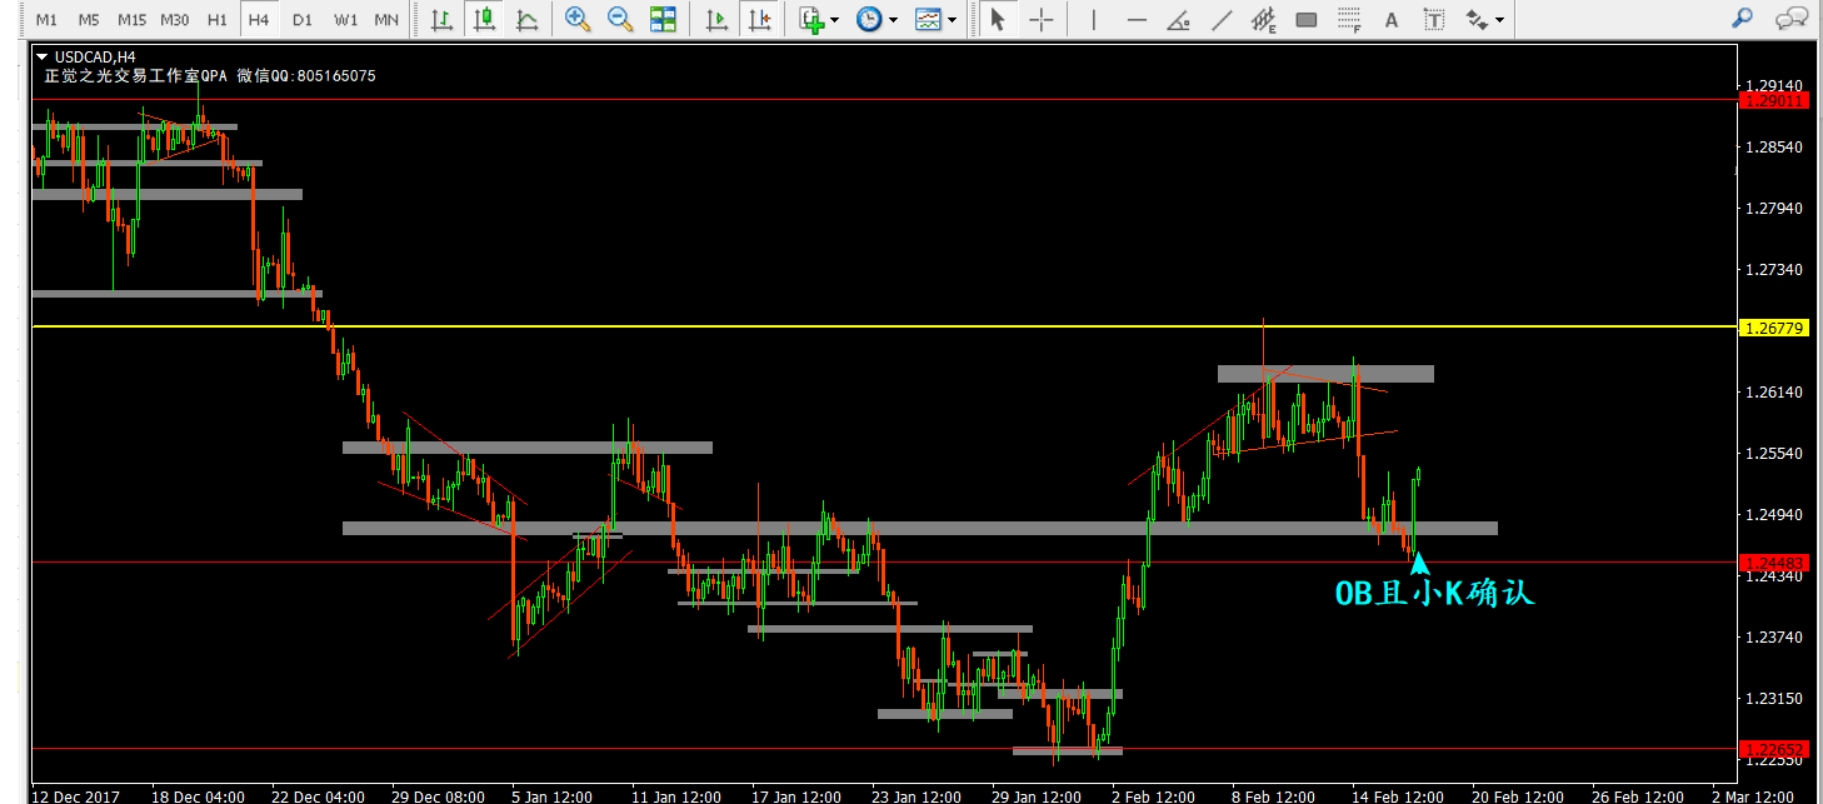 M1 M5 M15 M30 H1 H4 D1 W1 MN
E F A T
USDCAD,H4
正觉之光交易工作室QPA 微信QQ:805165075
1.29140
1.29011
1.28540
1.27940
1.27340
1.26779
1.26140
1.25540
1.24940
1.24483
1.24340
OB且小K确认
1.23740
1.23150
1.22652
1.22550
12 Dec 2017 18 Dec 04:00 22 Dec 04:00 29 Dec 08:00 5 Jan 12:00 11 Jan 12:00 17 Jan 12:00 23 Jan 12:00 29 Jan 12:00 2 Feb 12:00 8 Feb 12:00 14 Feb 12:00 20 Feb 12:00 26 Feb 12:00 2 Mar 12:00